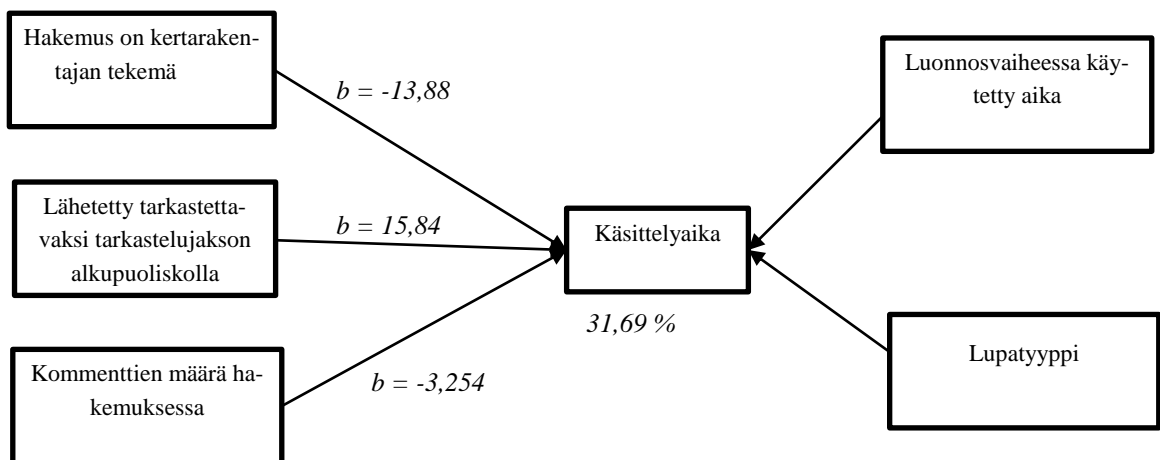 Hakemus on kertaraken-
tajan tekemä
b = -13,88
Lähetetty tarkastetta-
vaksi tarkastelujakson
alkupuoliskolla
b = 15,84
Kommenttien määrä ha-
kemuksessa
b = -3,254
Käsittelyaika
31,69 %
Luonnosvaiheessa käy-
tetty aika
Lupatyyppi